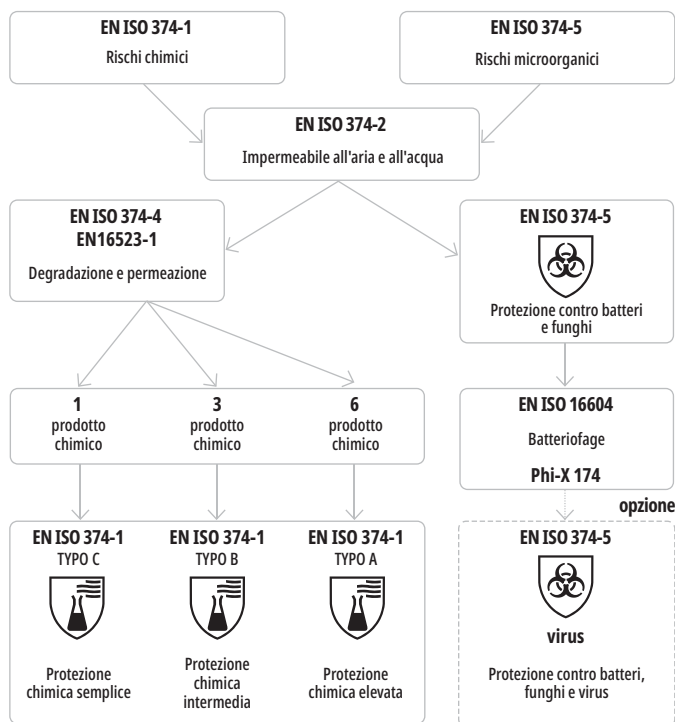 EN ISO 374-1
Rischi chimici
EN ISO 374-5
Rischi microorganici
EN ISO 374-2
Impermeabile all'aria e all'acqua
EN ISO 374-4
EN16523-1
Degradazione e permeazione
EN ISO 374-5
Protezione contro batteri
e funghi
1
prodotto
chimico
3
prodotto
chimico
6
prodotto
chimico
EN ISO 16604
Batteriofage
Phi-X 174
opzione
EN ISO 374-1
TYPO C
Protezione
chimica semplice
EN ISO 374-1
TYPO B
Protezione
chimica
intermedia
EN ISO 374-1
TYPO A
Protezione
chimica elevata
EN ISO 374-5
virus
Protezione contro batteri,
funghi e virus